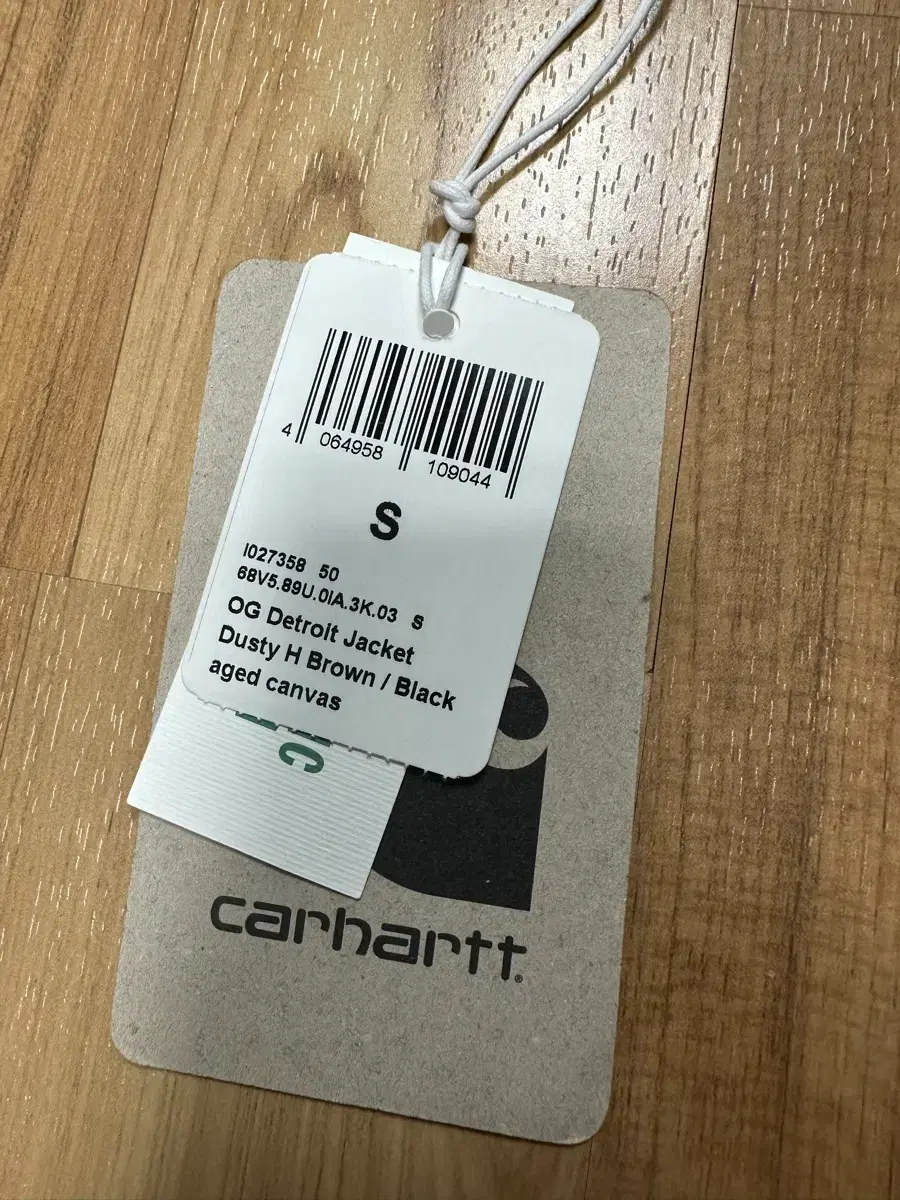 4 064958 109044
S
I027358 50
68V5.89U.0IA.3K.03 S
OG Detroit Jacket
Dusty H Brown / Black
aged canvas
C
carhartt®